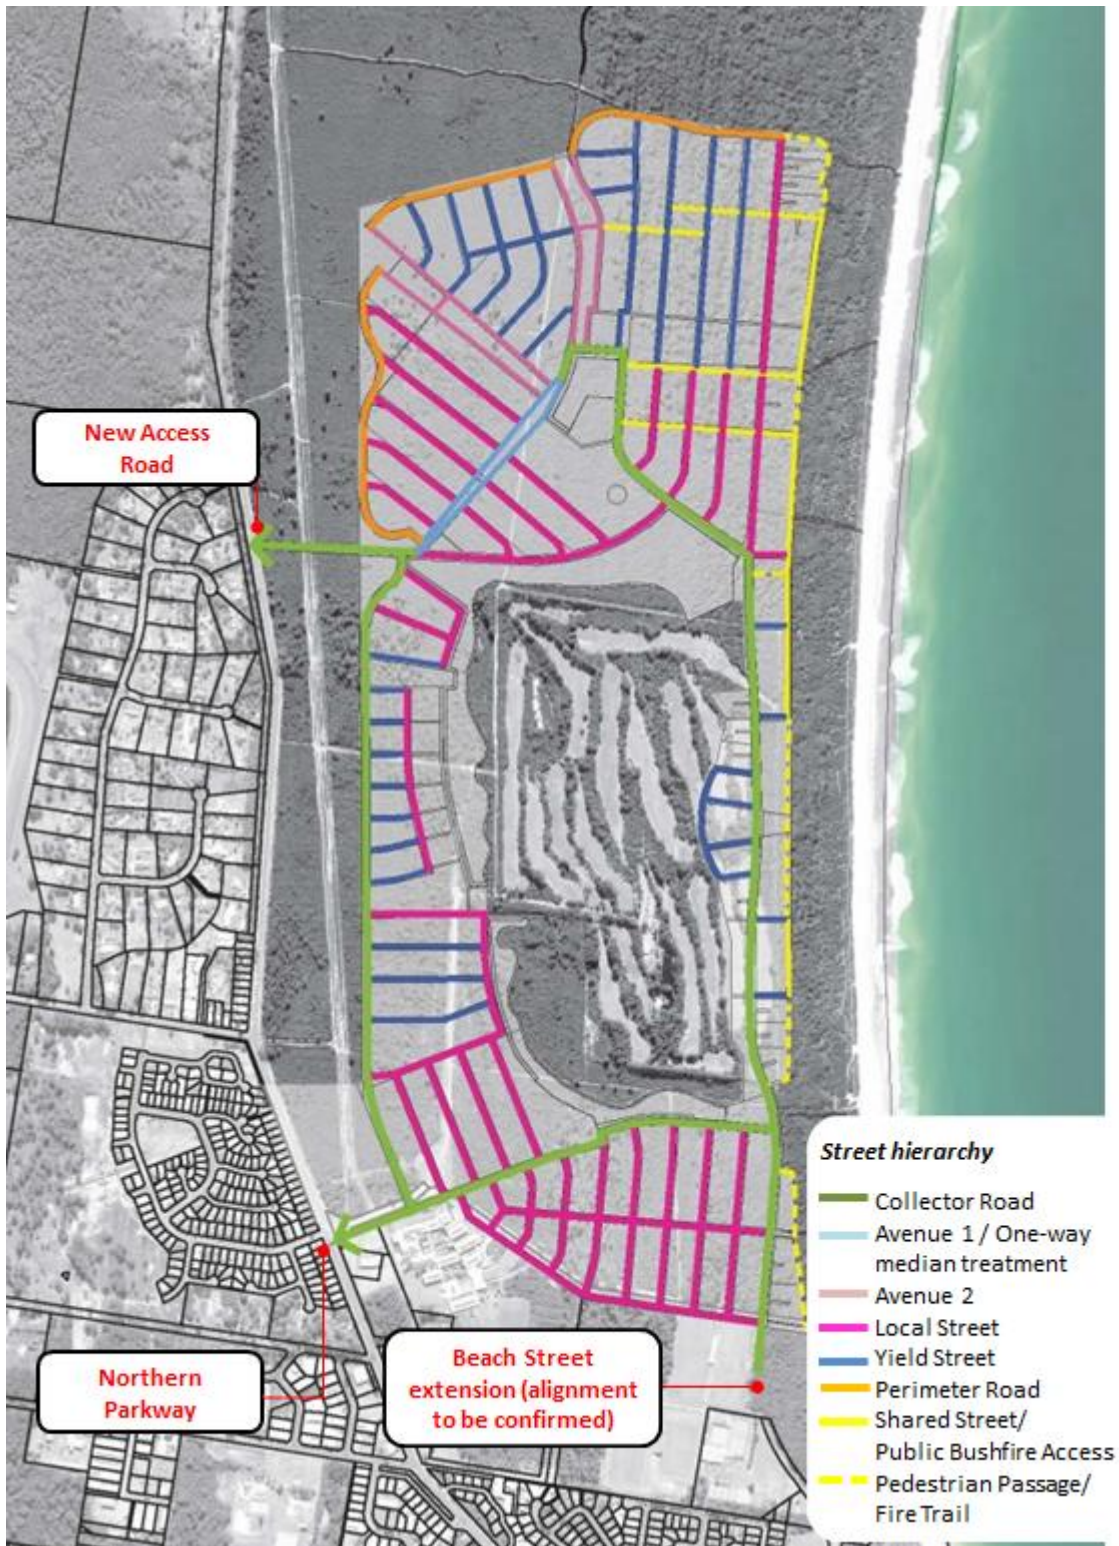 New Access
Road
Northern
Parkway
Beach Street
extension (alignment
to be confirmed)
Street hierarchy
Collector Road
Avenue 1 / One-way
median treatment
Avenue 2
Local Street
Yield Street
Perimeter Road
Shared Street/
Public Bushfire Access
Pedestrian Passage/
Fire Trail